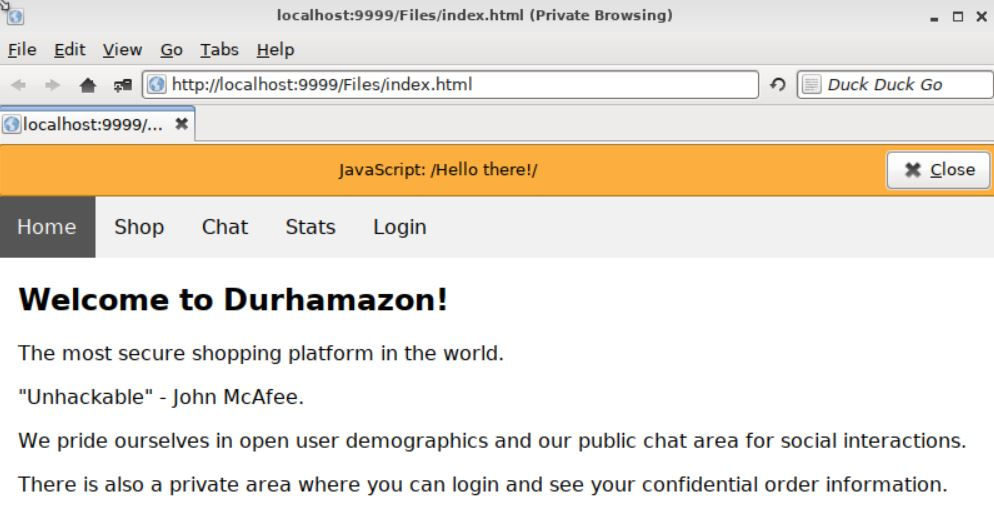 localhost:9999/Files/index.html (Private Browsing)
File Edit View Go Tabs Help
http://localhost:9999/Files/index.html Duck Duck Go
localhost:9999/...
JavaScript: /Hello there!/ Close
Home Shop Chat Stats Login
Welcome to Durhamazon!
The most secure shopping platform in the world.
"Unhackable" - John McAfee.
We pride ourselves in open user demographics and our public chat area for social interactions.
There is also a private area where you can login and see your confidential order information.